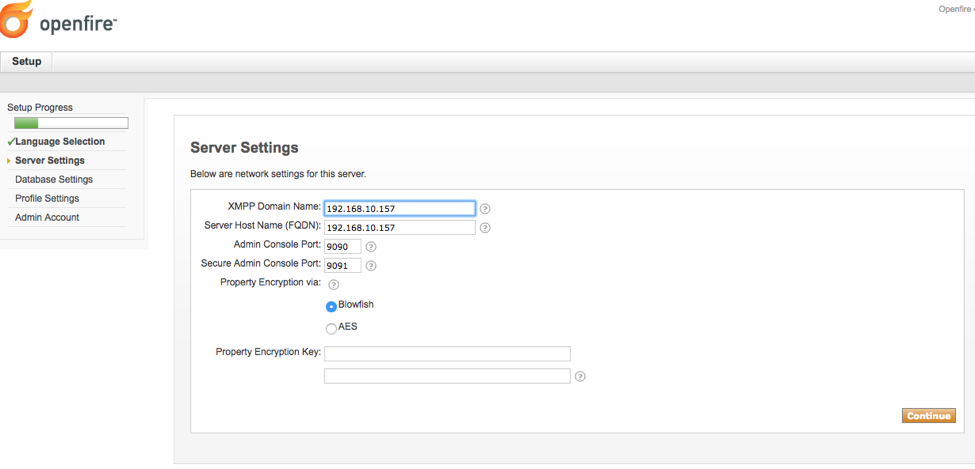 Openfire
openfire™
Setup
Setup Progress
Language Selection
Server Settings
Database Settings
Profile Settings
Admin Account
Server Settings
Below are network settings for this server.
XMPP Domain Name: 192.168.10.157 ?
Server Host Name (FQDN): 192.168.10.157 ?
Admin Console Port: 9090 ?
Secure Admin Console Port: 9091 ?
Property Encryption via: ?
Blowfish
AES
Property Encryption Key:
?
Continue